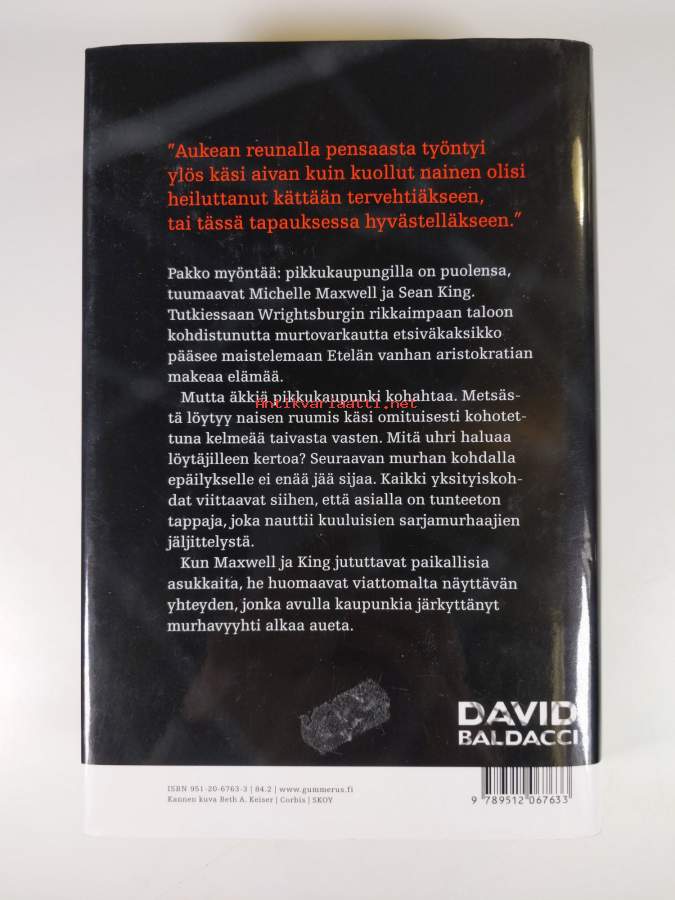 ”Aukean reunalla pensaasta työntyi
ylös käsi aivan kuin kuollut nainen olisi
heiluttanut kättään tervehtiäkseen,
tai tässä tapauksessa hyvästelläkseen.”
Pakko myöntää: pikkukaupungilla on puolensa,
tuumaavat Michelle Maxwell ja Sean King.
Tutkiessaan Wrightsburgin rikkaimpaan taloon
kohdistunutta murtovarkautta etsiväkaksikko
pääsee maistelemaan Etelän vanhan aristokratian
makeaa elämää.
Mutta äkkiä pikkukaupunki kohahtaa. Metsäs-
Antikvariaatti.net
tä löytyy naisen ruumis käsi omituisesti kohotet-
tuna kelmeää taivasta vasten. Mitä uhri haluaa
löytäjilleen kertoa? Seuraavan murhan kohdalla
epäilykselle ei enää jää sijaa. Kaikki yksityiskoh-
dat viittaavat siihen, että asialla on tunteeton
tappaja, joka nauttii kuuluisien sarjamurhaajien
jäljittelystä.
Kun Maxwell ja King jututtavat paikallisia
asukkaita, he huomaavat viattomalta näyttävän
yhteyden, jonka avulla kaupunkia järkyttänyt
murhavyyhti alkaa aueta.
DAVID
BALDACCI
ISBN 951-20-6763-3 | 84.2 | www.gummerus.fi
Kannen kuva Beth A. Keiser | Corbis | SKOY
9 789512 067633